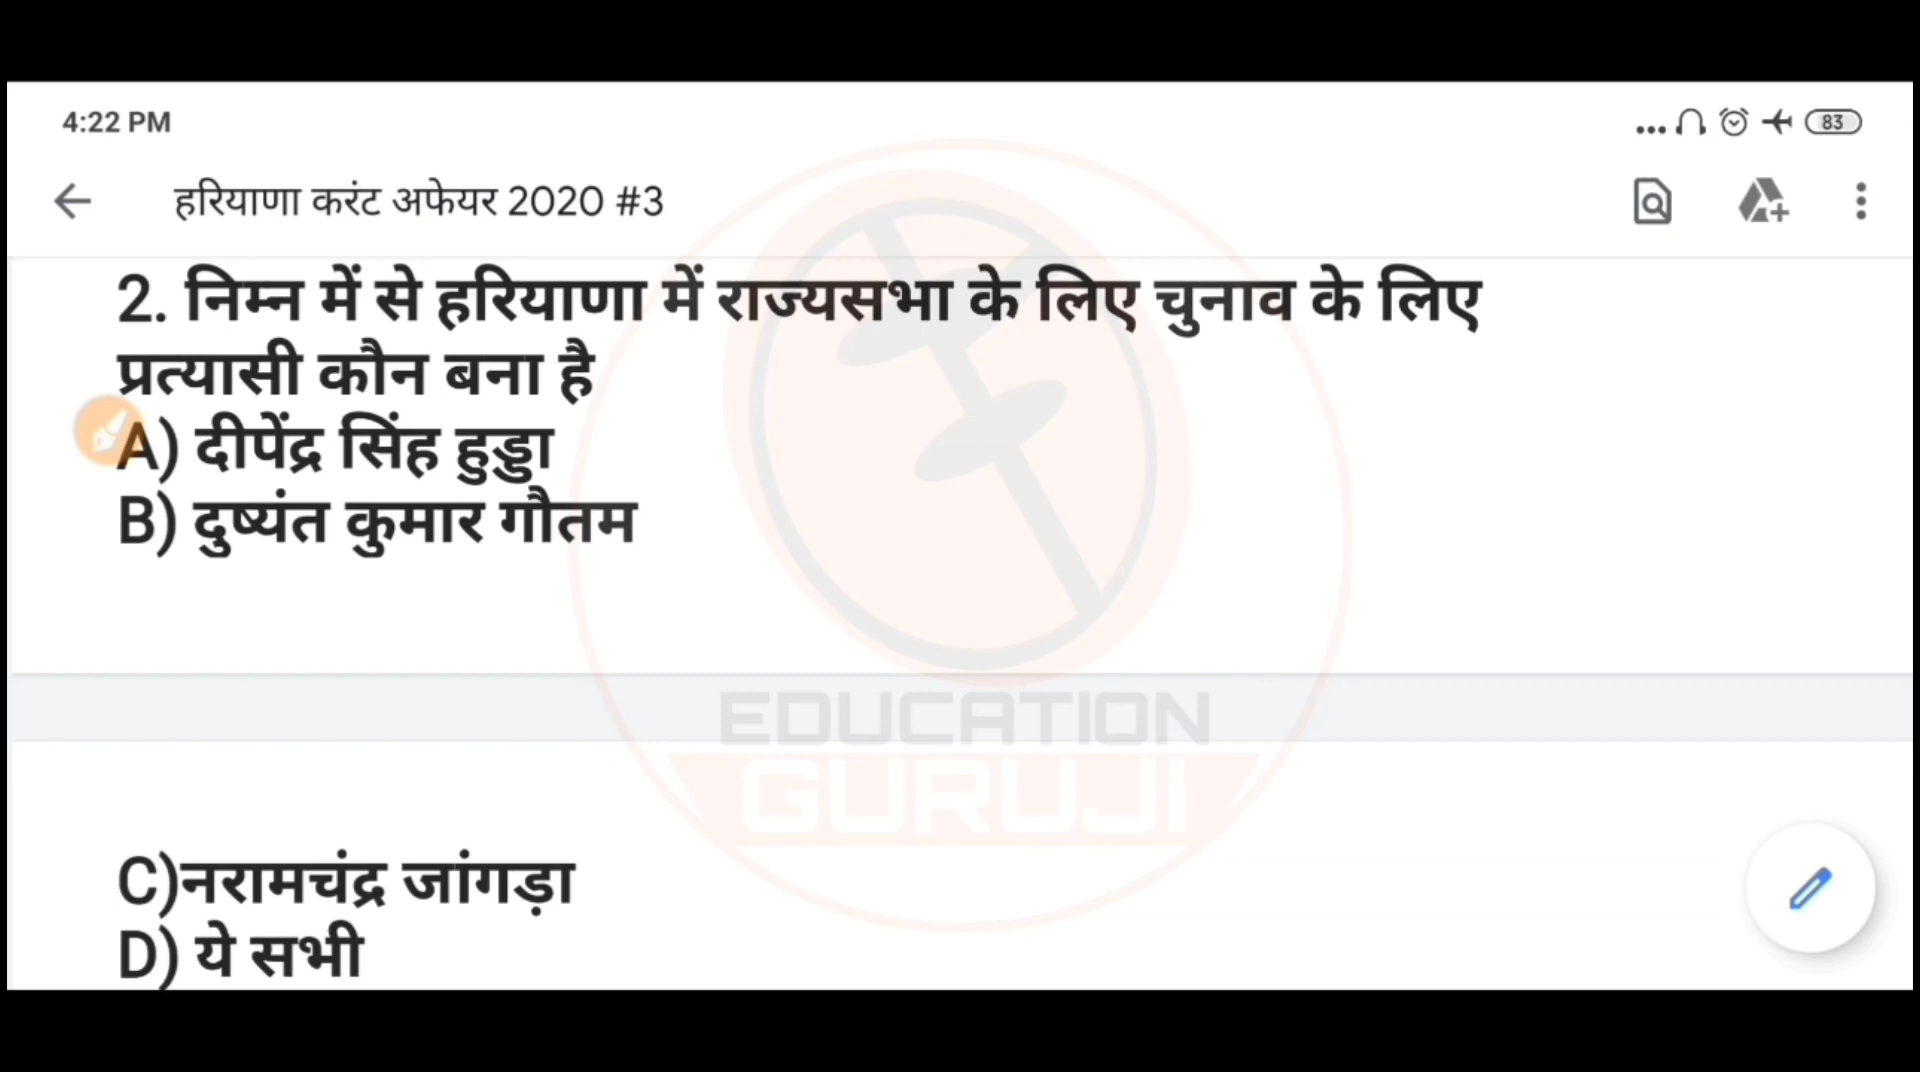 4:22 PM
83
हरियाणा करंट अफेयर 2020 #3
2. निम्न में से हरियाणा में राज्यसभा के लिए चुनाव के लिए
प्रत्यासी कौन बना है
A) दीपेंद्र सिंह हुड्डा
B) दुष्यंत कुमार गौतम
EDUCATION
GURUJI
C)नरामचंद्र जांगड़ा
D) ये सभी